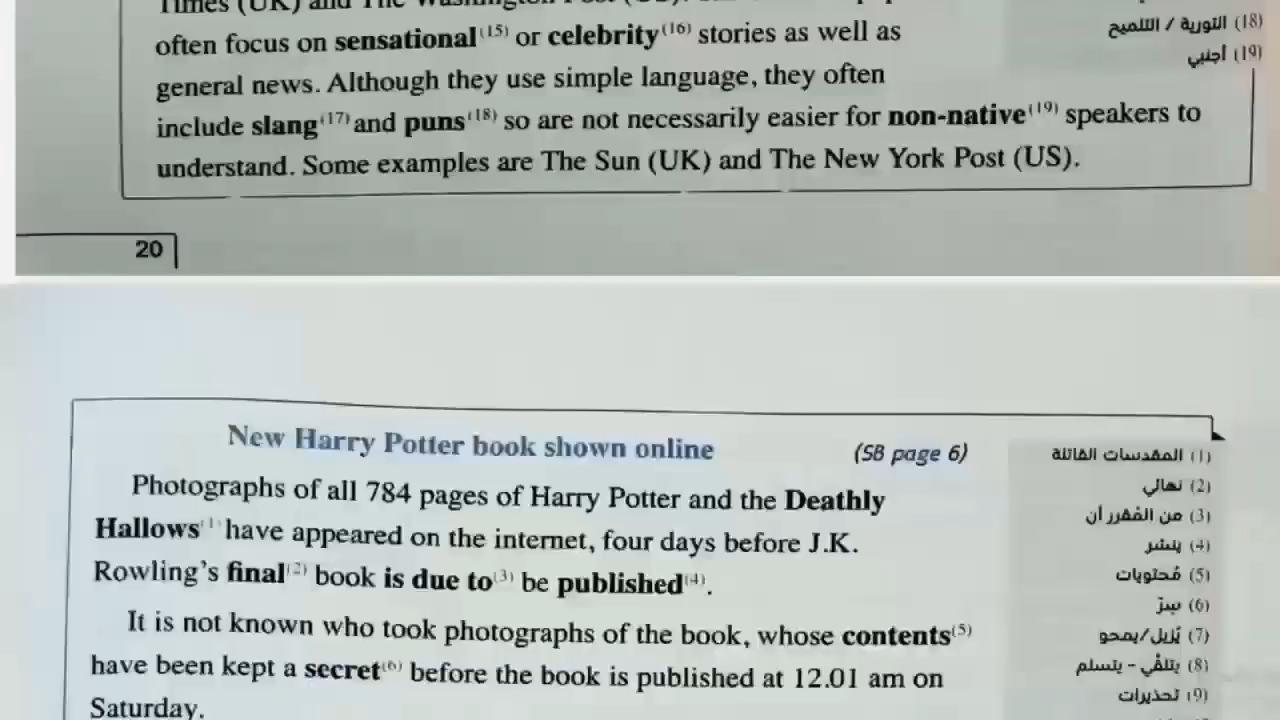 Times (UK) and The Washington Post
often focus on sensational(15) or celebrity(16) stories as well as
general news. Although they use simple language, they often
include slang(17) and puns(18) so are not necessarily easier for non-native(19) speakers to
understand. Some examples are The Sun (UK) and The New York Post (US).
(18) التورية / التلميح
(19) أجنبي
20
New Harry Potter book shown online (SB page 6)
Photographs of all 784 pages of Harry Potter and the Deathly
Hallows(1) have appeared on the internet, four days before J.K.
Rowling's final(2) book is due to(3) be published(4).
It is not known who took photographs of the book, whose contents(5)
have been kept a secret(6) before the book is published at 12.01 am on
Saturday.
(1) المقدسات القاتلة
(2) نهائي
(3) من المُقرر أن
(4) ينشر
(5) مُحتويات
(6) سِرّ
(7) يُزيل/يمحو
(8) يتلقَّي - يتسلم
(9) تحذيرات